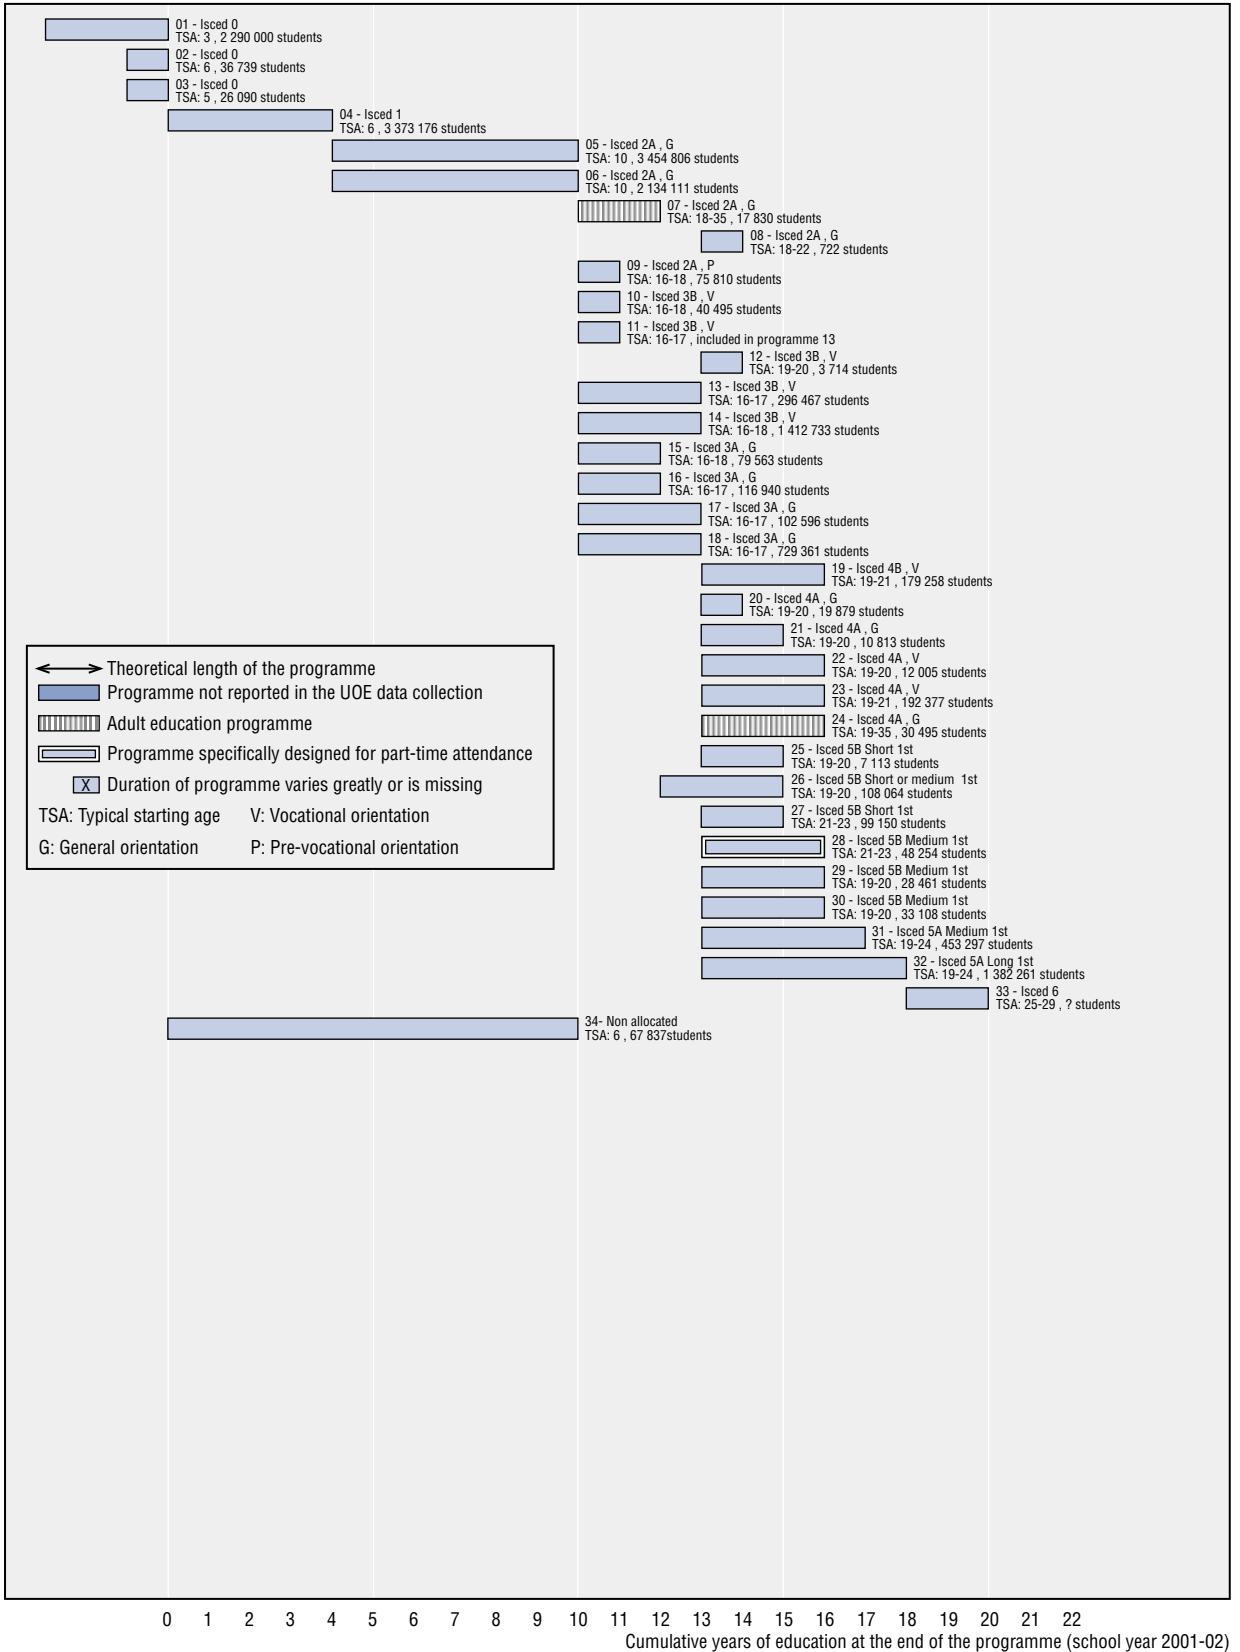 01 - Isced 0
TSA: 3 , 2 290 000 students
02 - Isced 0
TSA: 6 , 36 739 students
03 - Isced 0
TSA: 5 , 26 090 students
04 - Isced 1
TSA: 6 , 3 373 176 students
05 - Isced 2A , G
TSA: 10 , 3 454 806 students
06 - Isced 2A , G
TSA: 10 , 2 134 111 students
07 - Isced 2A , G
TSA: 18-35 , 17 830 students
08 - Isced 2A , G
TSA: 18-22 , 722 students
09 - Isced 2A , P
TSA: 16-18 , 75 810 students
10 - Isced 3B , V
TSA: 16-18 , 40 495 students
11 - Isced 3B , V
TSA: 16-17 , included in programme 13
12 - Isced 3B , V
TSA: 19-20 , 3 714 students
13 - Isced 3B , V
TSA: 16-17 , 296 467 students
14 - Isced 3B , V
TSA: 16-18 , 1 412 733 students
15 - Isced 3A , G
TSA: 16-18 , 79 563 students
16 - Isced 3A , G
TSA: 16-17 , 116 940 students
17 - Isced 3A , G
TSA: 16-17 , 102 596 students
18 - Isced 3A , G
TSA: 16-17 , 729 361 students
19 - Isced 4B , V
TSA: 19-21 , 179 258 students
20 - Isced 4A , G
TSA: 19-20 , 19 879 students
21 - Isced 4A , G
TSA: 19-20 , 10 813 students
22 - Isced 4A , V
TSA: 19-20 , 12 005 students
23 - Isced 4A , V
TSA: 19-21 , 192 377 students
24 - Isced 4A , G
TSA: 19-35 , 30 495 students
25 - Isced 5B Short 1st
TSA: 19-20 , 7 113 students
26 - Isced 5B Short or medium 1st
TSA: 19-20 , 108 064 students
27 - Isced 5B Short 1st
TSA: 21-23 , 99 150 students
28 - Isced 5B Medium 1st
TSA: 21-23 , 48 254 students
29 - Isced 5B Medium 1st
TSA: 19-20 , 28 461 students
30 - Isced 5B Medium 1st
TSA: 19-20 , 33 108 students
31 - Isced 5A Medium 1st
TSA: 19-24 , 453 297 students
32 - Isced 5A Long 1st
TSA: 19-24 , 1 382 261 students
33 - Isced 6
TSA: 25-29 , ? students
34- Non allocated
TSA: 6 , 67 837students
Theoretical length of the programme
Programme not reported in the UOE data collection
Adult education programme
Programme specifically designed for part-time attendance
X Duration of programme varies greatly or is missing
TSA: Typical starting age V: Vocational orientation
G: General orientation P: Pre-vocational orientation
0 1 2 3 4 5 6 7 8 9 10 11 12 13 14 15 16 17 18 19 20 21 22
Cumulative years of education at the end of the programme (school year 2001-02)